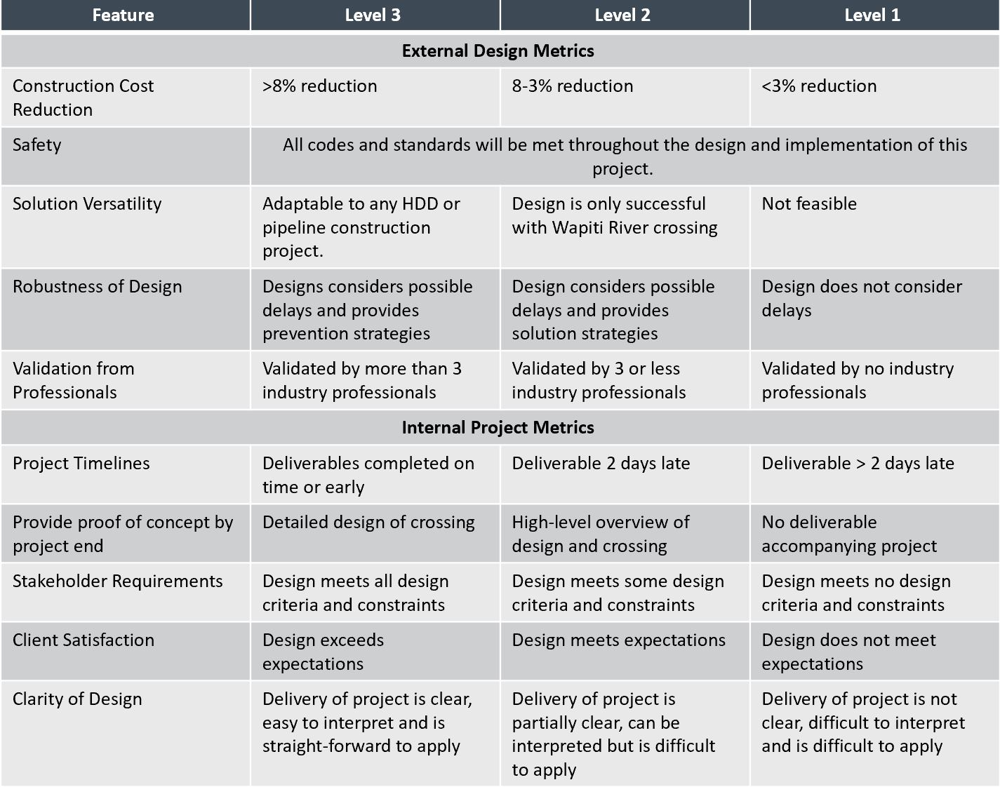 Feature Level 3 Level 2 Level 1
External Design Metrics
Construction Cost
Reduction
>8% reduction
8-3% reduction
<3% reduction
Safety
All codes and standards will be met throughout the design and implementation of this
project.
Solution Versatility
Adaptable to any HDD or
pipeline construction
project.
Design is only successful
with Wapiti River crossing
Not feasible
Robustness of Design
Designs considers possible
delays and provides
prevention strategies
Design considers possible
delays and provides
solution strategies
Design does not consider
delays
Validation from
Professionals
Validated by more than 3
industry professionals
Validated by 3 or less
industry professionals
Validated by no industry
professionals
Internal Project Metrics
Project Timelines
Deliverables completed on
time or early
Deliverable 2 days late
Deliverable > 2 days late
Provide proof of concept by
project end
Detailed design of crossing
High-level overview of
design and crossing
No deliverable
accompanying project
Stakeholder Requirements
Design meets all design
criteria and constraints
Design meets some design
criteria and constraints
Design meets no design
criteria and constraints
Client Satisfaction
Design exceeds
expectations
Design meets expectations
Design does not meet
expectations
Clarity of Design
Delivery of project is clear,
easy to interpret and is
straight-forward to apply
Delivery of project is
partially clear, can be
interpreted but is difficult
to apply
Delivery of project is not
clear, difficult to interpret
and is difficult to apply